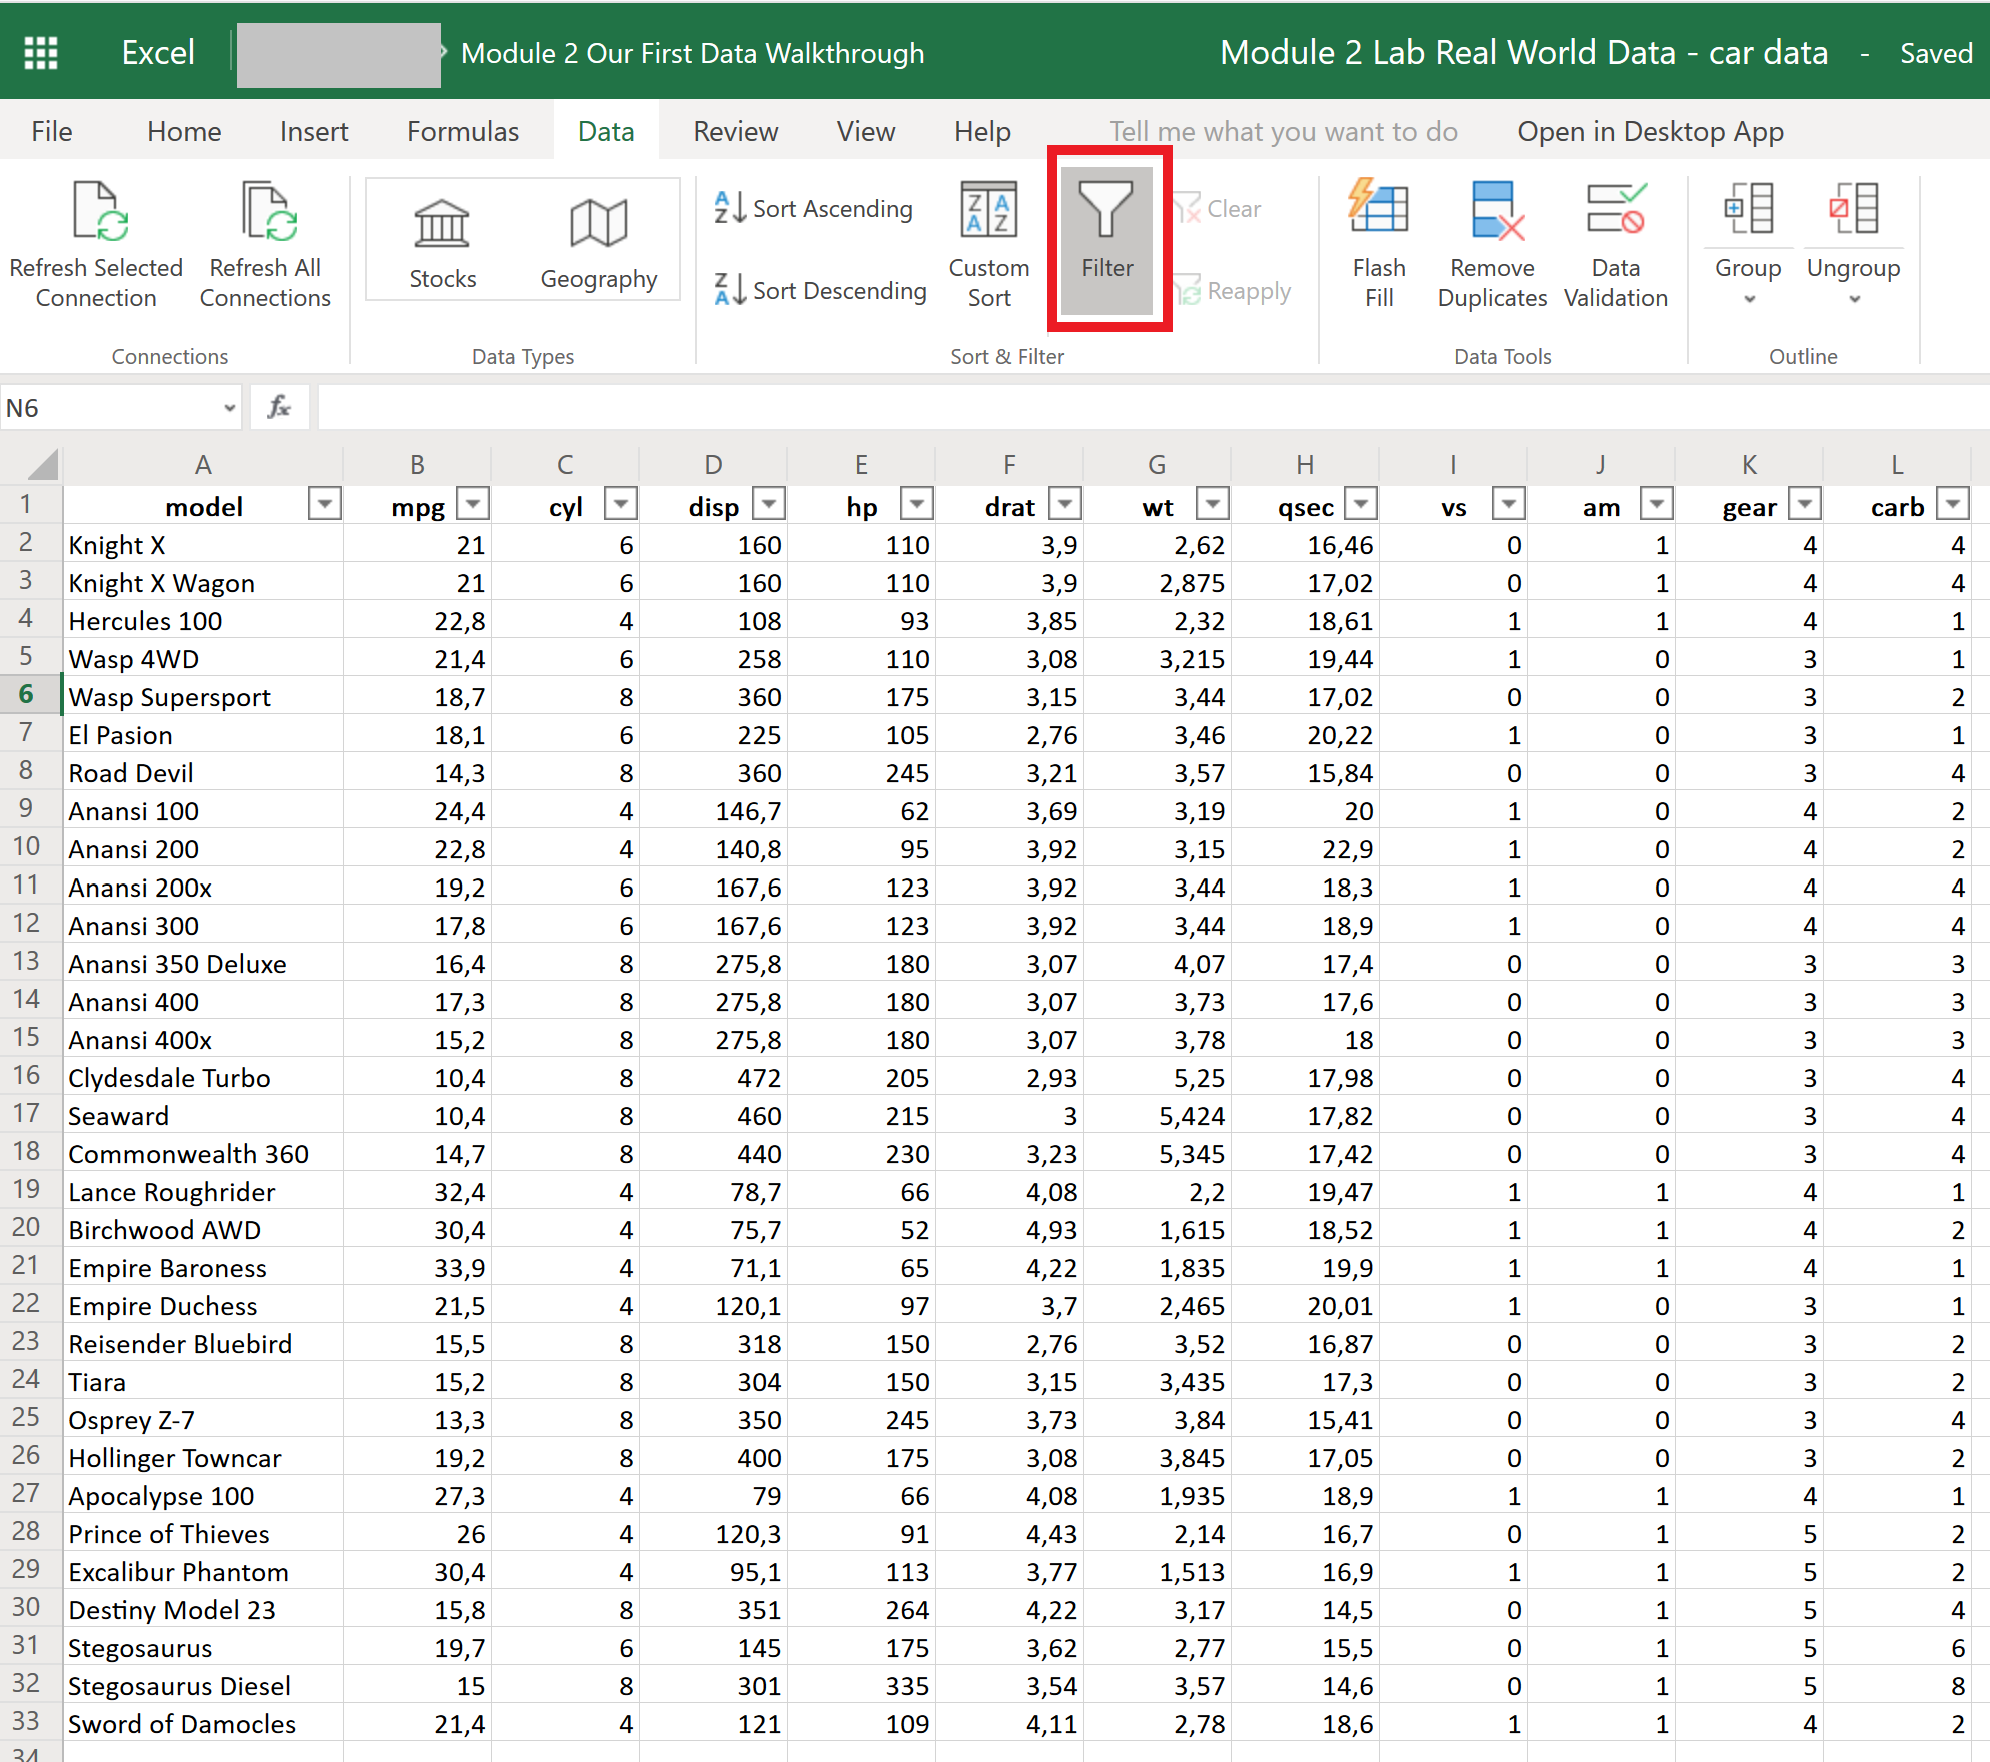 Excel Module 2 Our First Data Walkthrough Module 2 Lab Real World Data - car data - Saved
File Home Insert Formulas Data Review View Help Tell me what you want to do Open in Desktop App
Refresh Selected Connection
Refresh All Connections
Connections
Stocks
Geography
Data Types
Sort Ascending
Sort Descending
Custom Sort
Filter
Clear
Reapply
Sort & Filter
Flash Fill
Remove Duplicates
Data Validation
Data Tools
Group
Ungroup
Outline
N6 fx
A B C D E F G H I J K L
1 model mpg cyl disp hp drat wt qsec vs am gear carb
2 Knight X 21 6 160 110 3,9 2,62 16,46 0 1 4 4
3 Knight X Wagon 21 6 160 110 3,9 2,875 17,02 0 1 4 4
4 Hercules 100 22,8 4 108 93 3,85 2,32 18,61 1 1 4 1
5 Wasp 4WD 21,4 6 258 110 3,08 3,215 19,44 1 0 3 1
6 Wasp Supersport 18,7 8 360 175 3,15 3,44 17,02 0 0 3 2
7 El Pasion 18,1 6 225 105 2,76 3,46 20,22 1 0 3 1
8 Road Devil 14,3 8 360 245 3,21 3,57 15,84 0 0 3 4
9 Anansi 100 24,4 4 146,7 62 3,69 3,19 20 1 0 4 2
10 Anansi 200 22,8 4 140,8 95 3,92 3,15 22,9 1 0 4 2
11 Anansi 200x 19,2 6 167,6 123 3,92 3,44 18,3 1 0 4 4
12 Anansi 300 17,8 6 167,6 123 3,92 3,44 18,9 1 0 4 4
13 Anansi 350 Deluxe 16,4 8 275,8 180 3,07 4,07 17,4 0 0 3 3
14 Anansi 400 17,3 8 275,8 180 3,07 3,73 17,6 0 0 3 3
15 Anansi 400x 15,2 8 275,8 180 3,07 3,78 18 0 0 3 3
16 Clydesdale Turbo 10,4 8 472 205 2,93 5,25 17,98 0 0 3 4
17 Seaward 10,4 8 460 215 3 5,424 17,82 0 0 3 4
18 Commonwealth 360 14,7 8 440 230 3,23 5,345 17,42 0 0 3 4
19 Lance Roughrider 32,4 4 78,7 66 4,08 2,2 19,47 1 1 4 1
20 Birchwood AWD 30,4 4 75,7 52 4,93 1,615 18,52 1 1 4 2
21 Empire Baroness 33,9 4 71,1 65 4,22 1,835 19,9 1 1 4 1
22 Empire Duchess 21,5 4 120,1 97 3,7 2,465 20,01 1 0 3 1
23 Reisender Bluebird 15,5 8 318 150 2,76 3,52 16,87 0 0 3 2
24 Tiara 15,2 8 304 150 3,15 3,435 17,3 0 0 3 2
25 Osprey Z-7 13,3 8 350 245 3,73 3,84 15,41 0 0 3 4
26 Hollinger Towncar 19,2 8 400 175 3,08 3,845 17,05 0 0 3 2
27 Apocalypse 100 27,3 4 79 66 4,08 1,935 18,9 1 1 4 1
28 Prince of Thieves 26 4 120,3 91 4,43 2,14 16,7 0 1 5 2
29 Excalibur Phantom 30,4 4 95,1 113 3,77 1,513 16,9 1 1 5 2
30 Destiny Model 23 15,8 8 351 264 4,22 3,17 14,5 0 1 5 4
31 Stegosaurus 19,7 6 145 175 3,62 2,77 15,5 0 1 5 6
32 Stegosaurus Diesel 15 8 301 335 3,54 3,57 14,6 0 1 5 8
33 Sword of Damocles 21,4 4 121 109 4,11 2,78 18,6 1 1 4 2
34